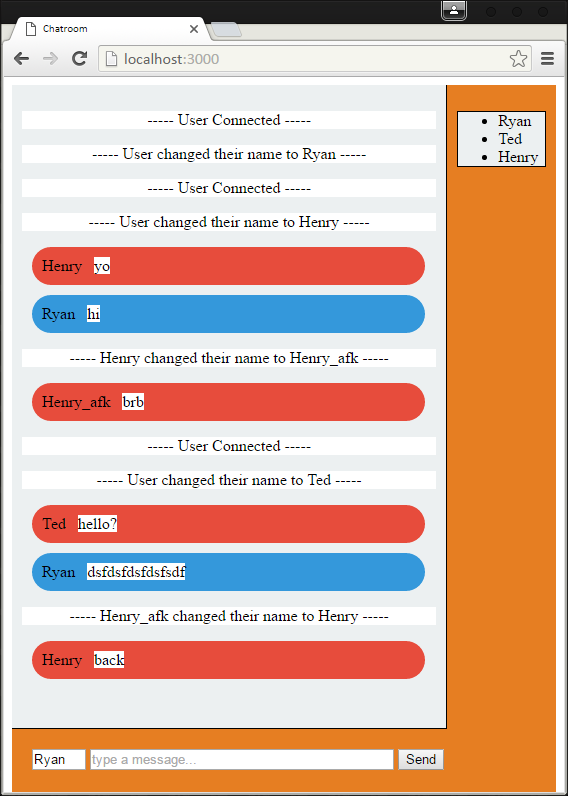 Chatroom
localhost:3000
----- User Connected -----
----- User changed their name to Ryan -----
----- User Connected -----
----- User changed their name to Henry -----
Henry yo
Ryan hi
----- Henry changed their name to Henry_afk -----
Henry_afk brb
----- User Connected -----
----- User changed their name to Ted -----
Ted hello?
Ryan dsfdsfdsfdsfsdf
----- Henry_afk changed their name to Henry -----
Henry back
• Ryan
• Ted
• Henry
Ryan type a message... Send